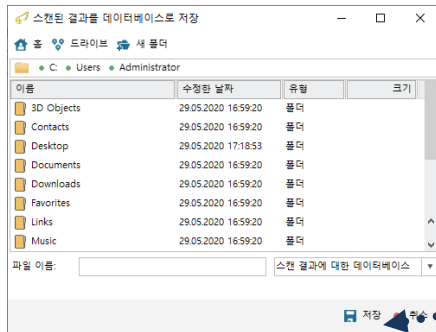 스캔된 결과를 데이터베이스로 저장
홈 드라이브 새 폴더
C: Users Administrator
이름 수정한 날짜 유형 크기
3D Objects 29.05.2020 16:59:20 폴더
Contacts 29.05.2020 16:59:20 폴더
Desktop 29.05.2020 17:18:53 폴더
Documents 29.05.2020 16:59:20 폴더
Downloads 29.05.2020 16:59:20 폴더
Favorites 29.05.2020 16:59:20 폴더
Links 29.05.2020 16:59:20 폴더
Music 29.05.2020 16:59:20 폴더
파일 이름: 스캔 결과에 대한 데이터베이스
저장 취소